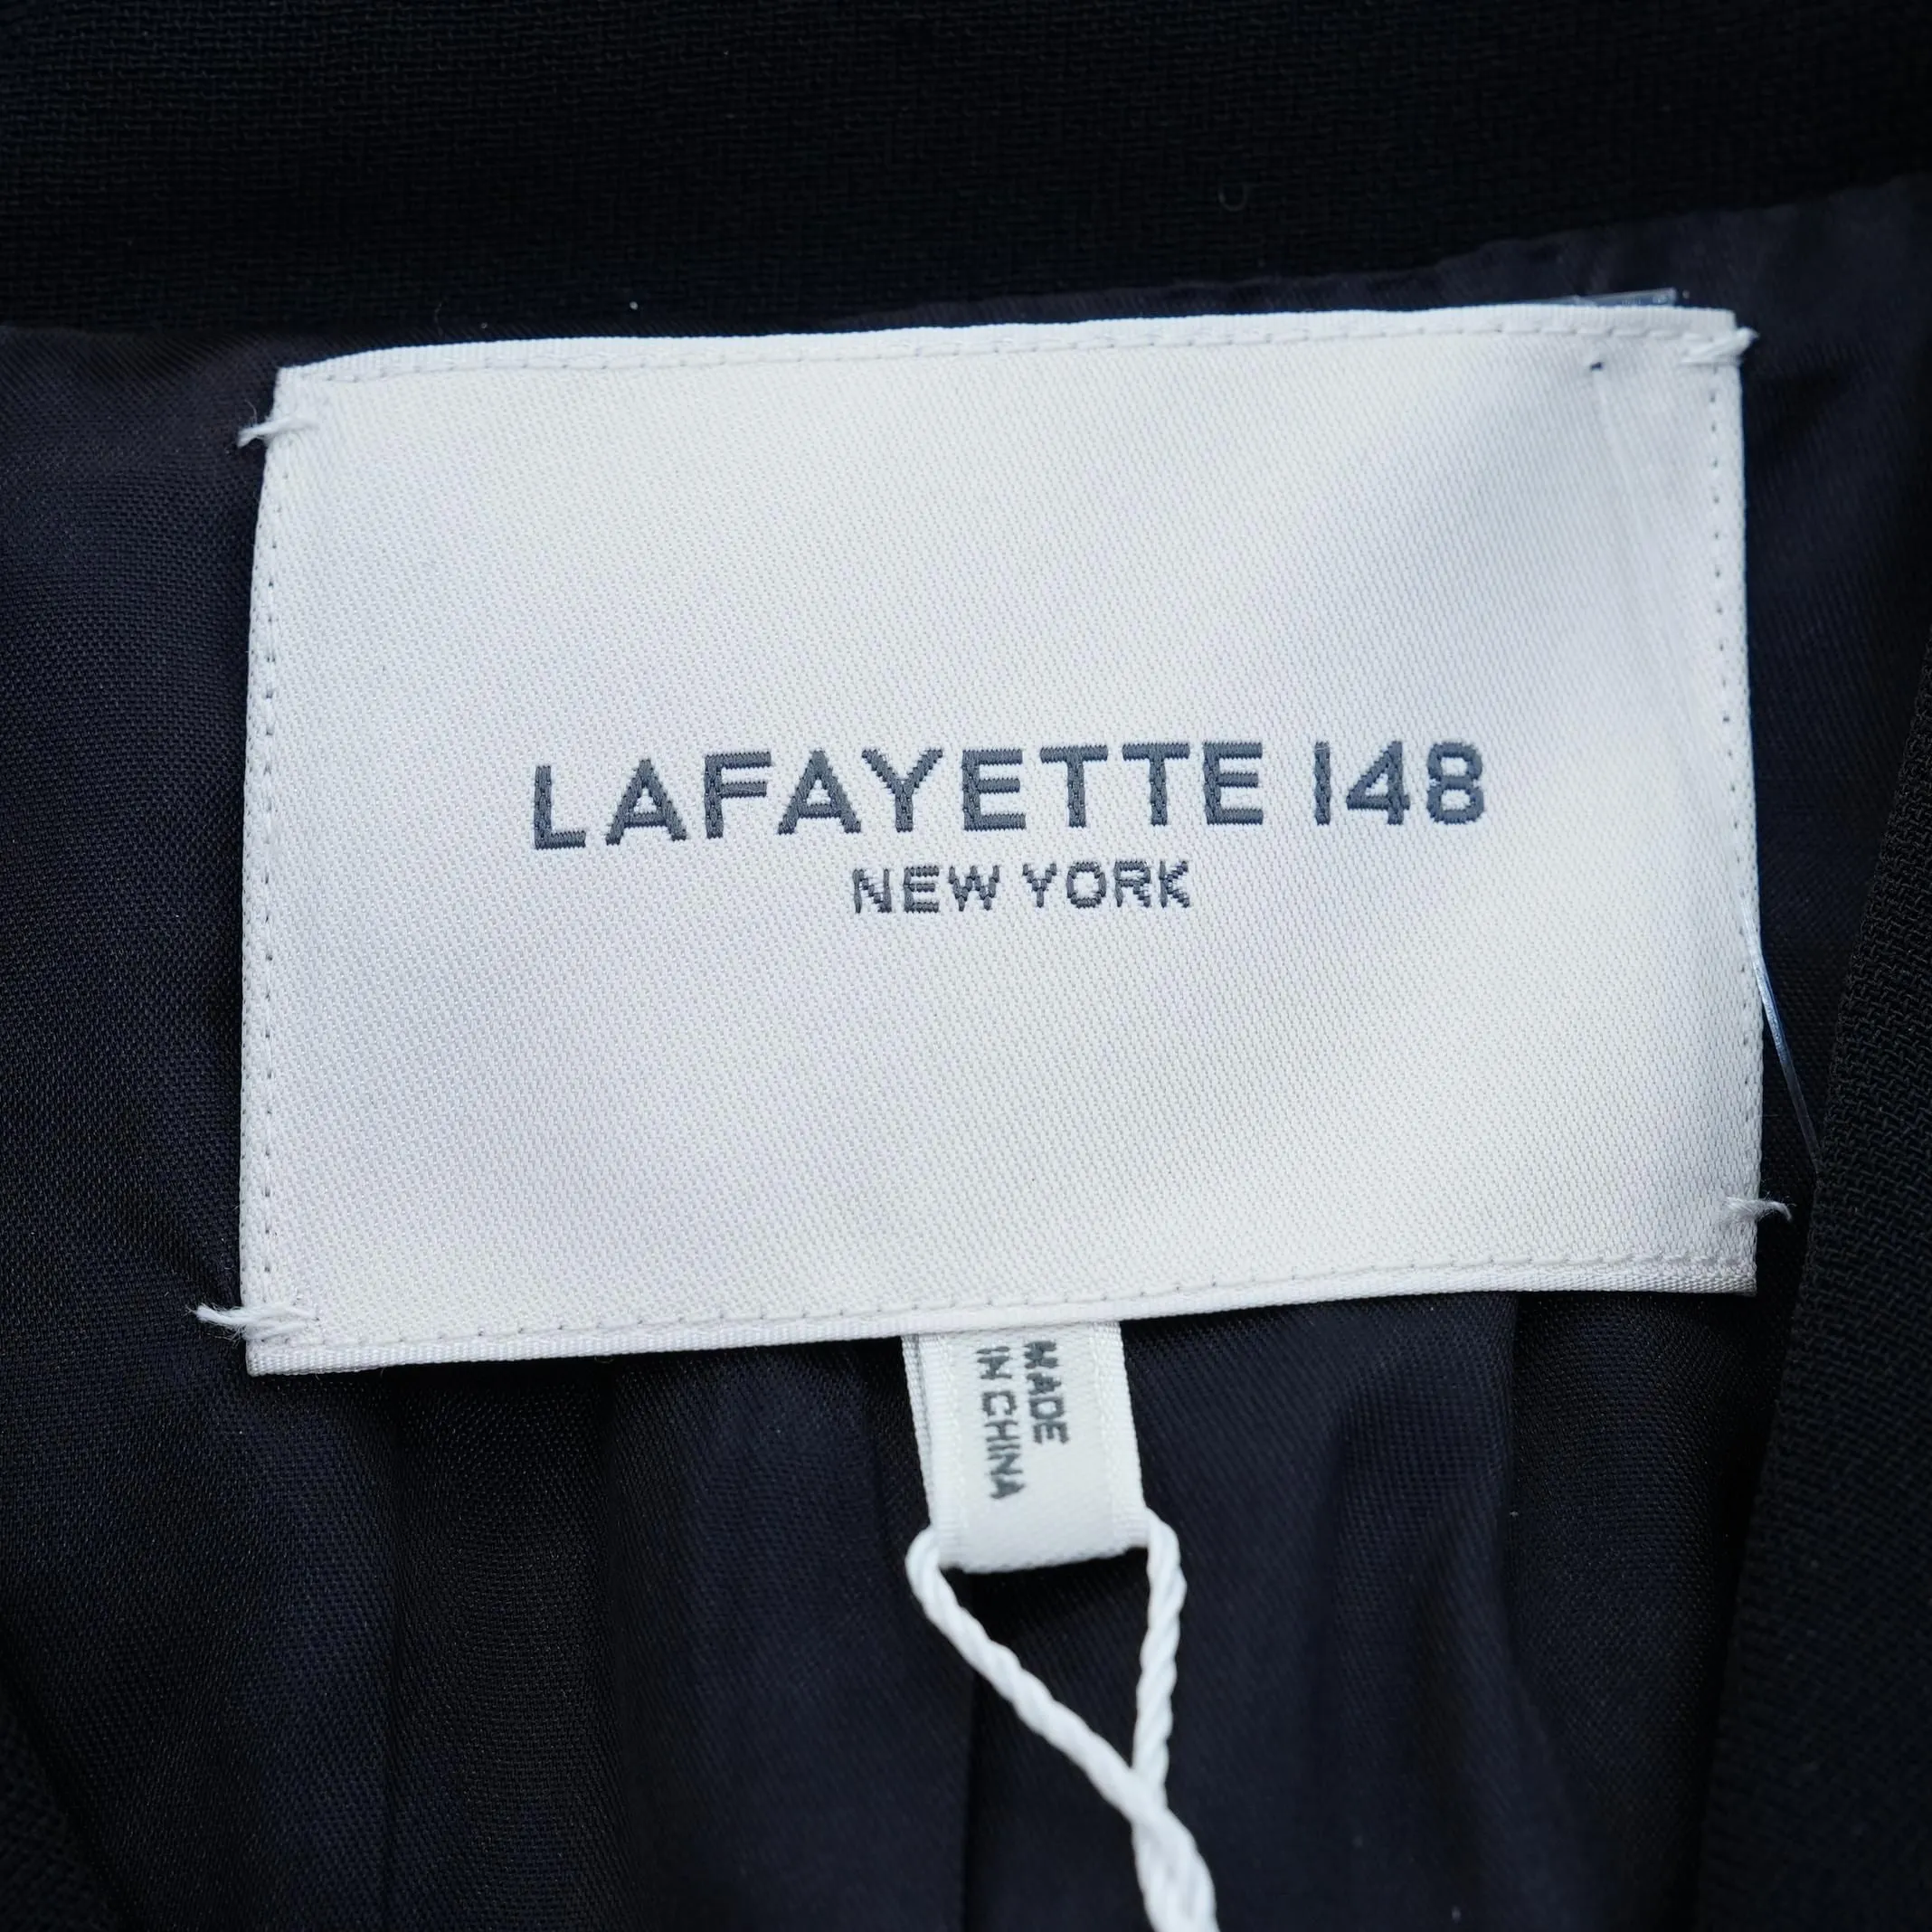 LAFAYETTE 148
NEW YORK
MADE
IN CHINA